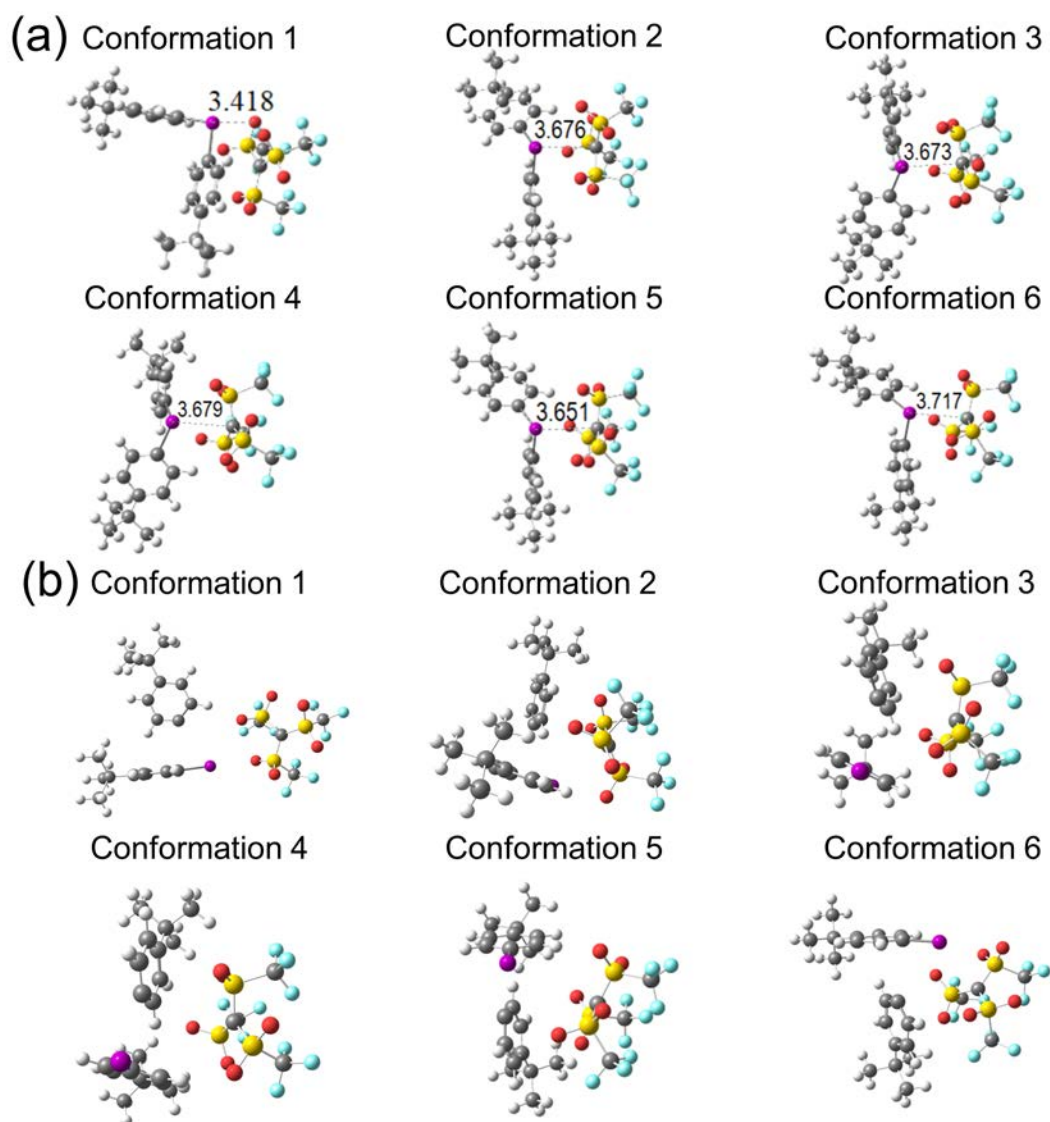 (a) Conformation 1 Conformation 2 Conformation 3
3.418 3.676 3.673
Conformation 4 Conformation 5 Conformation 6
3.679 3.651 3.717
(b) Conformation 1 Conformation 2 Conformation 3
Conformation 4 Conformation 5 Conformation 6